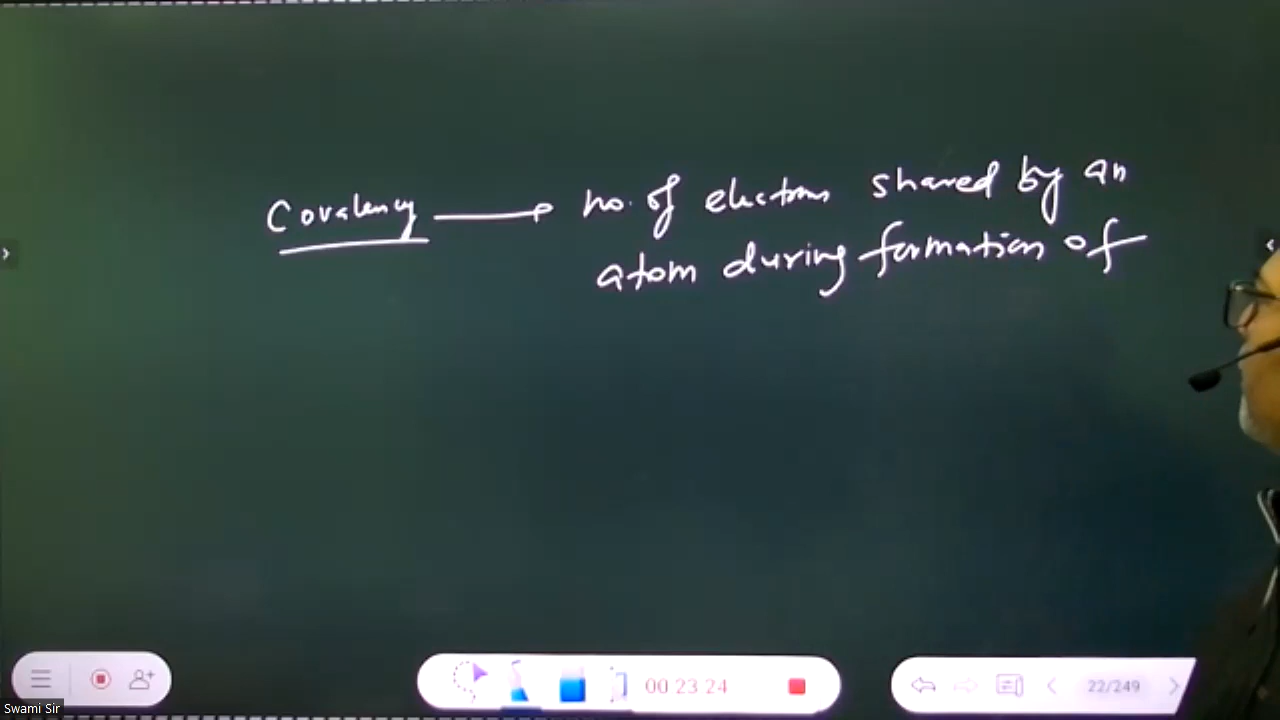 Covalency → no. of electrons shared by an
atom during formation of
00 23 24
22/249
Swami Sir